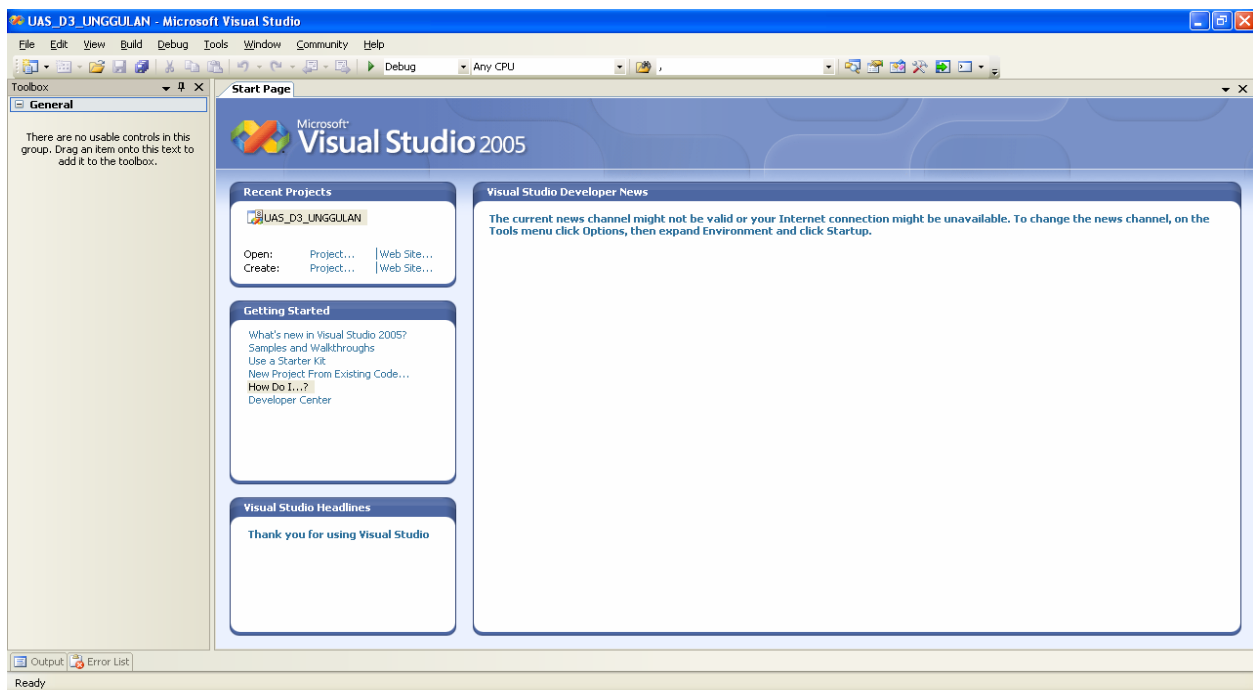 UAS_D3_UNGGULAN - Microsoft Visual Studio
File Edit View Build Debug Tools Window Community Help
Debug Any CPU ,
Toolbox
Start Page
General
There are no usable controls in this
group. Drag an item onto this text to
add it to the toolbox.
Microsoft
Visual Studio 2005
Recent Projects
UAS_D3_UNGGULAN
Open: Project... Web Site...
Create: Project... Web Site...
Getting Started
What's new in Visual Studio 2005?
Samples and Walkthroughs
Use a Starter Kit
New Project From Existing Code...
How Do I...?
Developer Center
Visual Studio Headlines
Thank you for using Visual Studio
Visual Studio Developer News
The current news channel might not be valid or your Internet connection might be unavailable. To change the news channel, on the
Tools menu click Options, then expand Environment and click Startup.
Output Error List
Ready